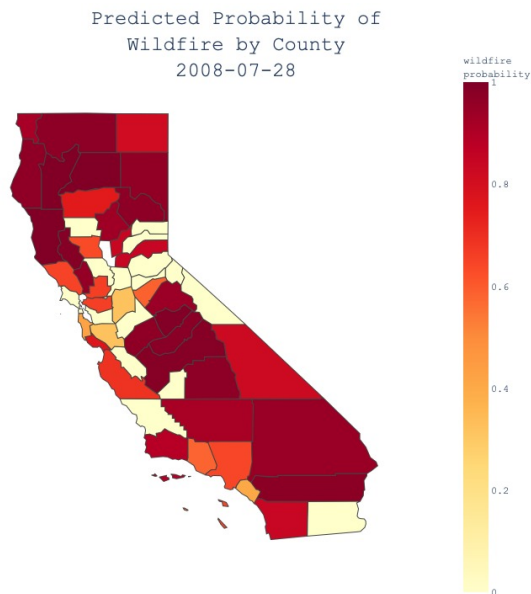 Predicted Probability of
Wildfire by County
2008-07-28
wildfire
probability
1
0.8
0.6
0.4
0.2
0